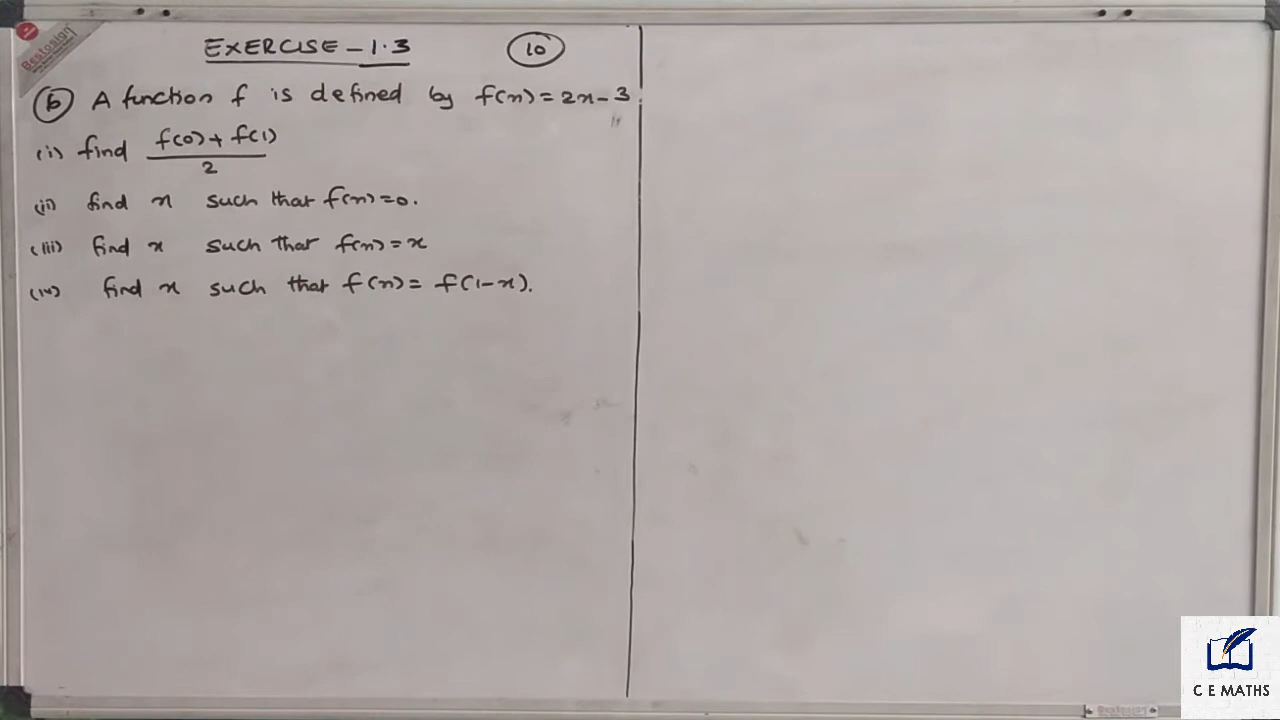 Bestosign
EXERCISE - 1.3
10
6 A function f is defined by f(x) = 2x - 3
(i) find f(0) + f(1) / 2
(ii) find x such that f(x) = 0.
(iii) find x such that f(x) = x
(iv) find x such that f(x) = f(1-x).
C E MATHS